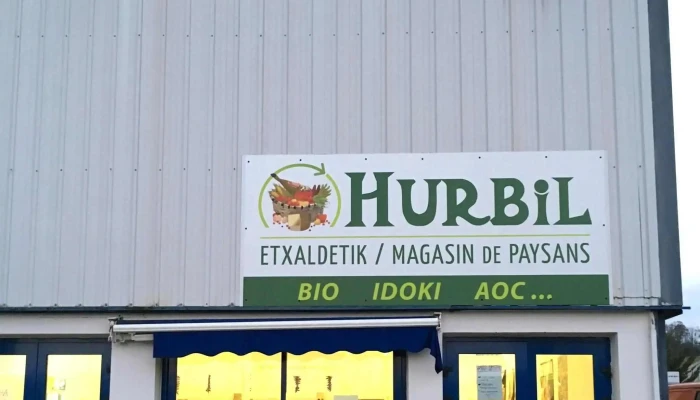 HURBiL
ETXALDETIK / MAGASIN DE PAYSANS
BIO IDOKI AOC...